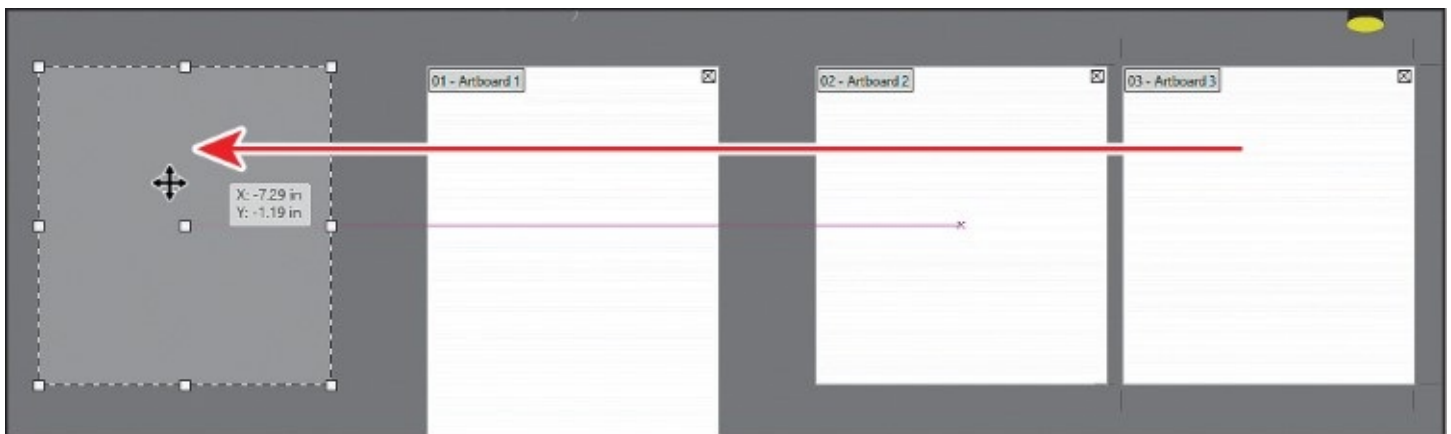 01 - Artboard 1
02 - Artboard 2
03 - Artboard 3
X: -7.29 in
Y: -1.19 in